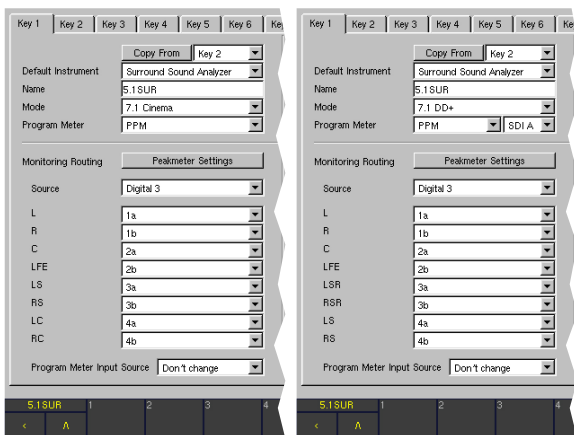 Key 1 Key 2 Key 3 Key 4 Key 5 Key 6
Copy From Key 2
Default Instrument Surround Sound Analyzer
Name 5.1SUR
Mode 7.1 Cinema
Program Meter PPM
Monitoring Routing Peakmeter Settings
Source Digital 3
L 1a
R 1b
C 2a
LFE 2b
LS 3a
RS 3b
LC 4a
RC 4b
Program Meter Input Source Don't change
5.1SUR 1 2 3 4
< Λ
Key 1 Key 2 Key 3 Key 4 Key 5 Key 6
Copy From Key 2
Default Instrument Surround Sound Analyzer
Name 5.1SUR
Mode 7.1 DD+
Program Meter PPM SDI A
Monitoring Routing Peakmeter Settings
Source Digital 3
L 1a
R 1b
C 2a
LFE 2b
LSR 3a
RSR 3b
LS 4a
RS 4b
Program Meter Input Source Don't change
5.1SUR 1 2 3 4
< Λ